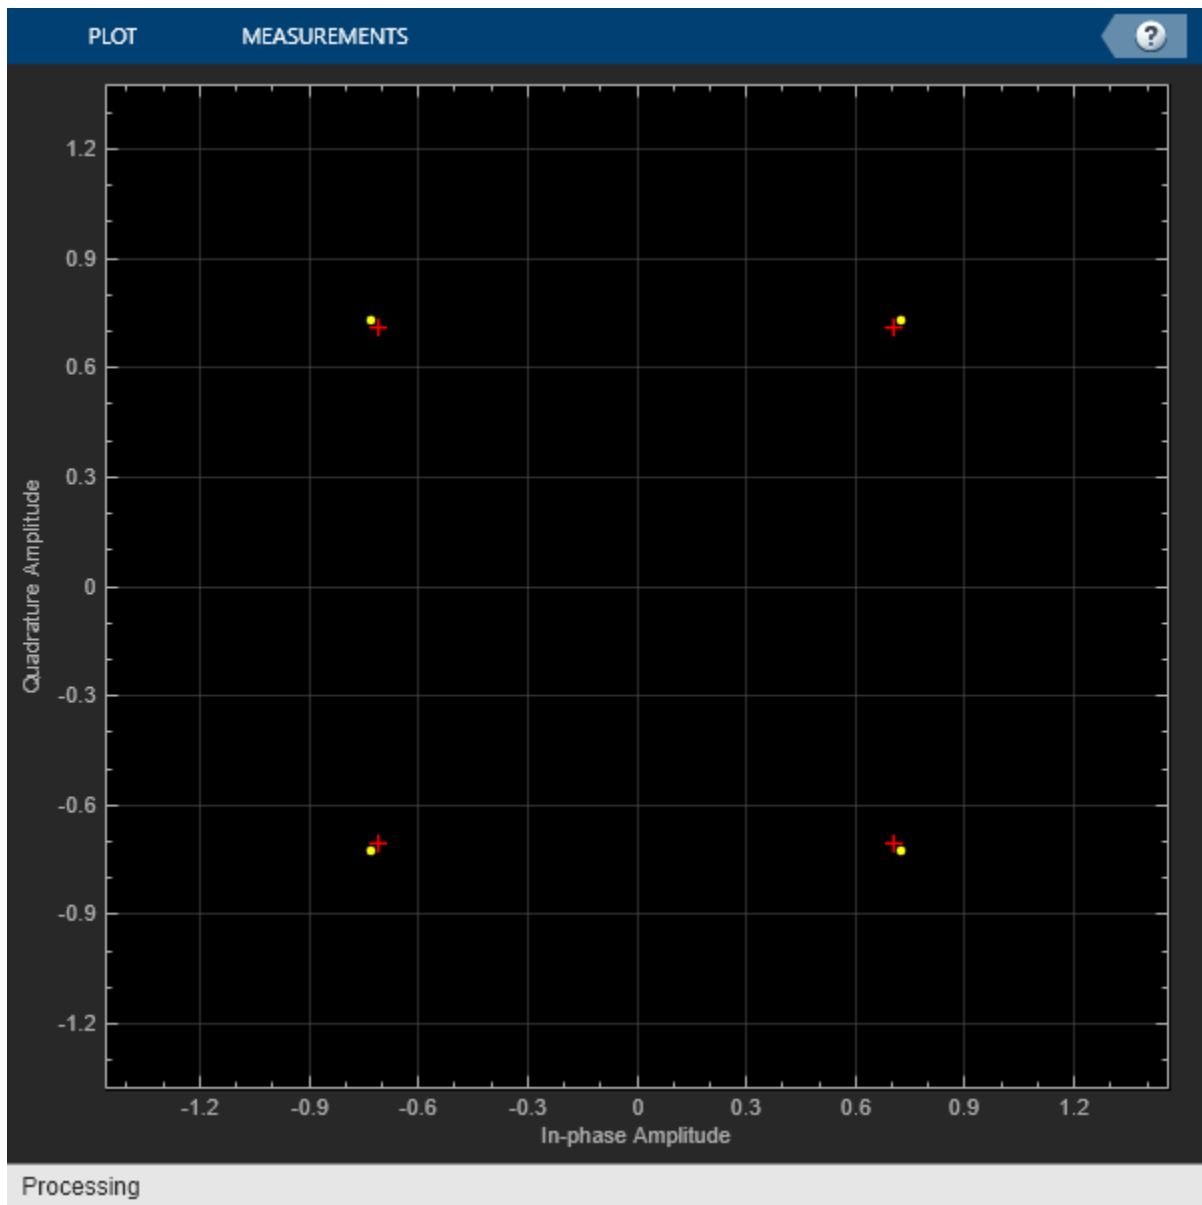 PLOT MEASUREMENTS ?
1.2
0.9
0.6
0.3
0
-0.3
-0.6
-0.9
-1.2
Quadrature Amplitude
-1.2 -0.9 -0.6 -0.3 0 0.3 0.6 0.9 1.2
In-phase Amplitude
Processing